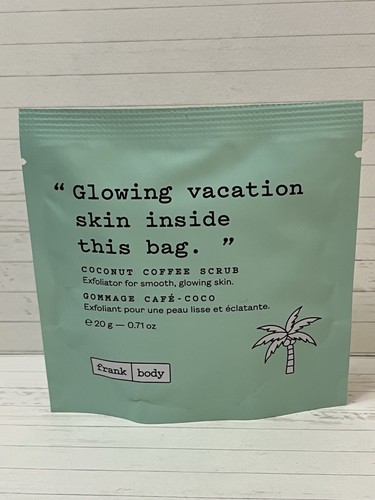 “ Glowing vacation
skin inside
this bag. ”
COCONUT COFFEE SCRUB
Exfoliator for smooth, glowing skin.
GOMMAGE CAFÉ-COCO
Exfoliant pour une peau lisse et éclatante.
℮ 20 g — 0.71 oz
frank body